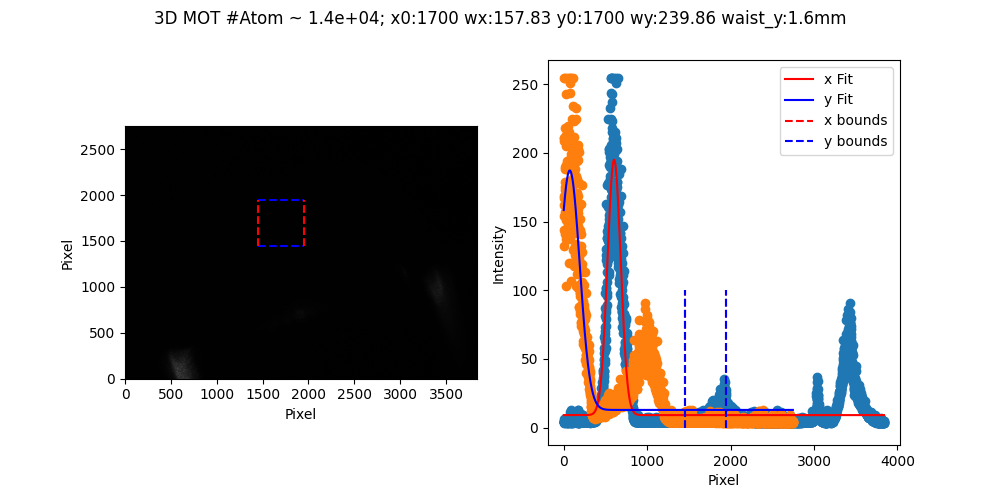 3D MOT #Atom ~ 1.4e+04; x0:1700 wx:157.83 y0:1700 wy:239.86 waist_y:1.6mm
Pixel
2500
2000
1500
1000
500
0
0 500 1000 1500 2000 2500 3000 3500
Pixel
Intensity
250
200
150
100
50
0
0 1000 2000 3000 4000
Pixel
x Fit
y Fit
x bounds
y bounds